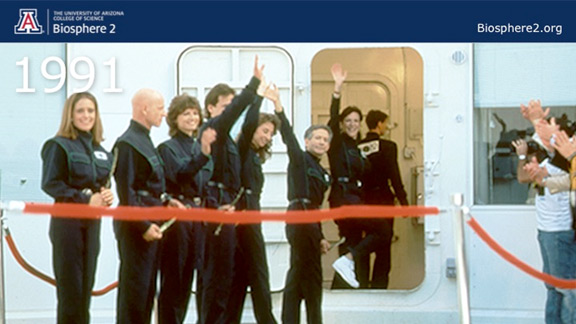 A
THE UNIVERSITY OF ARIZONA
COLLEGE OF SCIENCE
Biosphere 2
Biosphere2.org
1991